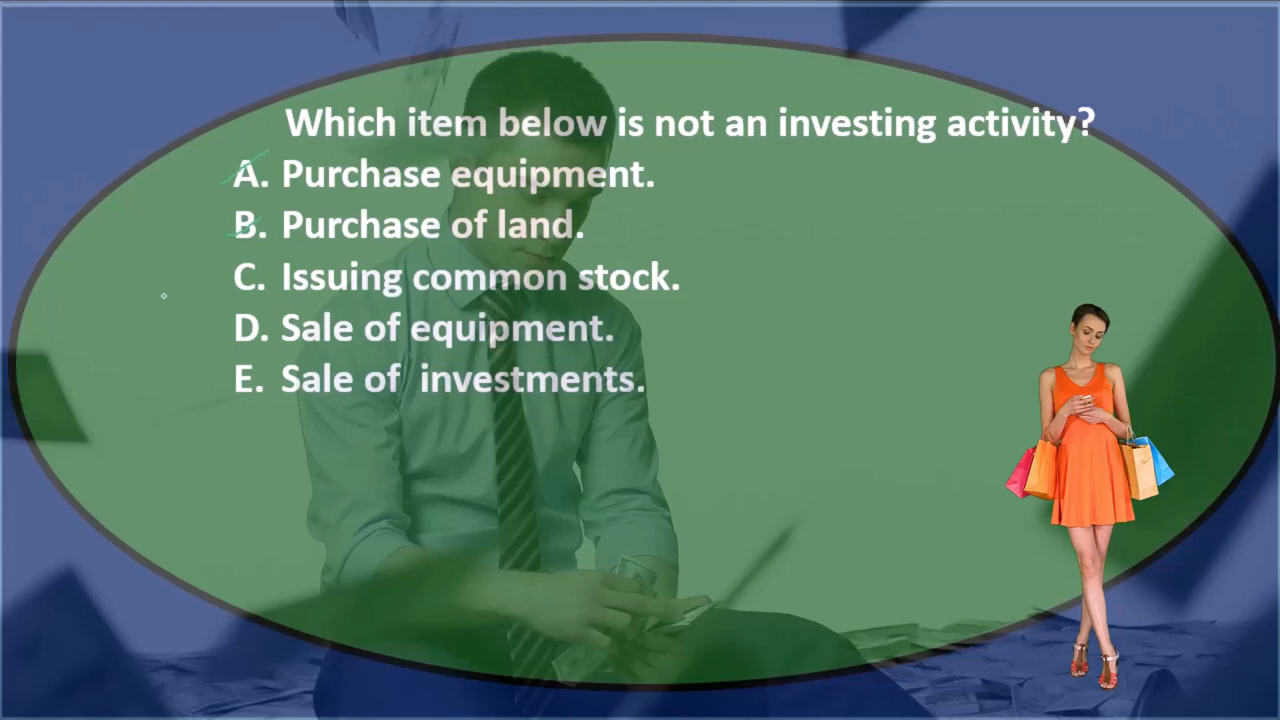 Which item below is not an investing activity?
A. Purchase equipment.
B. Purchase of land.
C. Issuing common stock.
D. Sale of equipment.
E. Sale of investments.